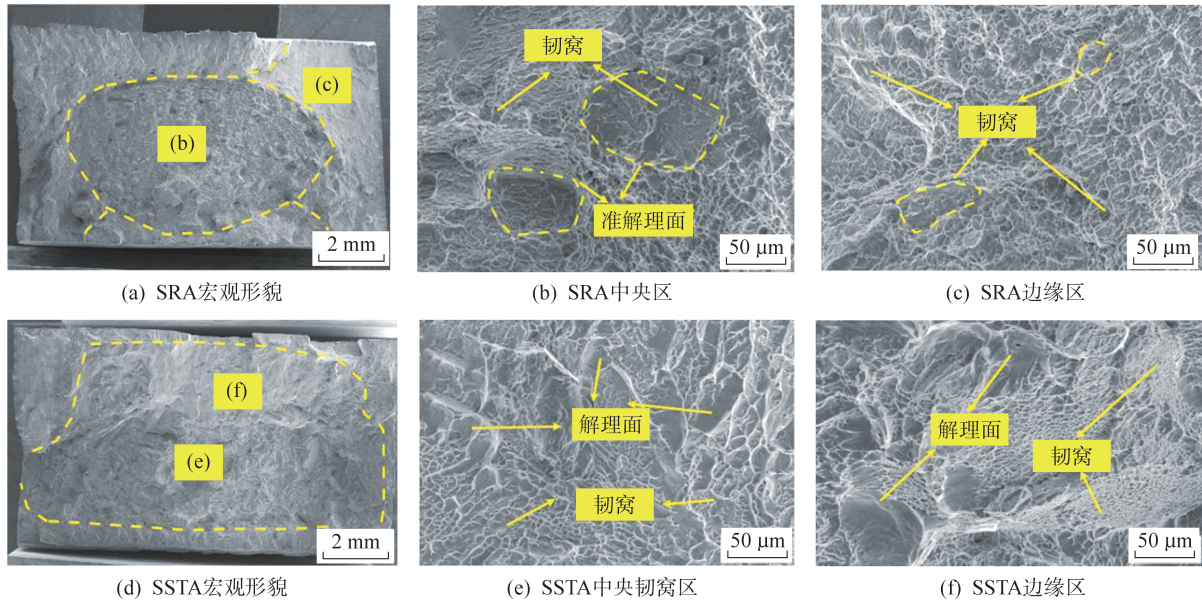 (c)
(b)
2 mm
(a) SRA宏观形貌
韧窝
准解理面
50 μm
(b) SRA中央区
韧窝
50 μm
(c) SRA边缘区
(f)
(e)
2 mm
(d) SSTA宏观形貌
解理面
韧窝
50 μm
(e) SSTA中央韧窝区
解理面
韧窝
50 μm
(f) SSTA边缘区